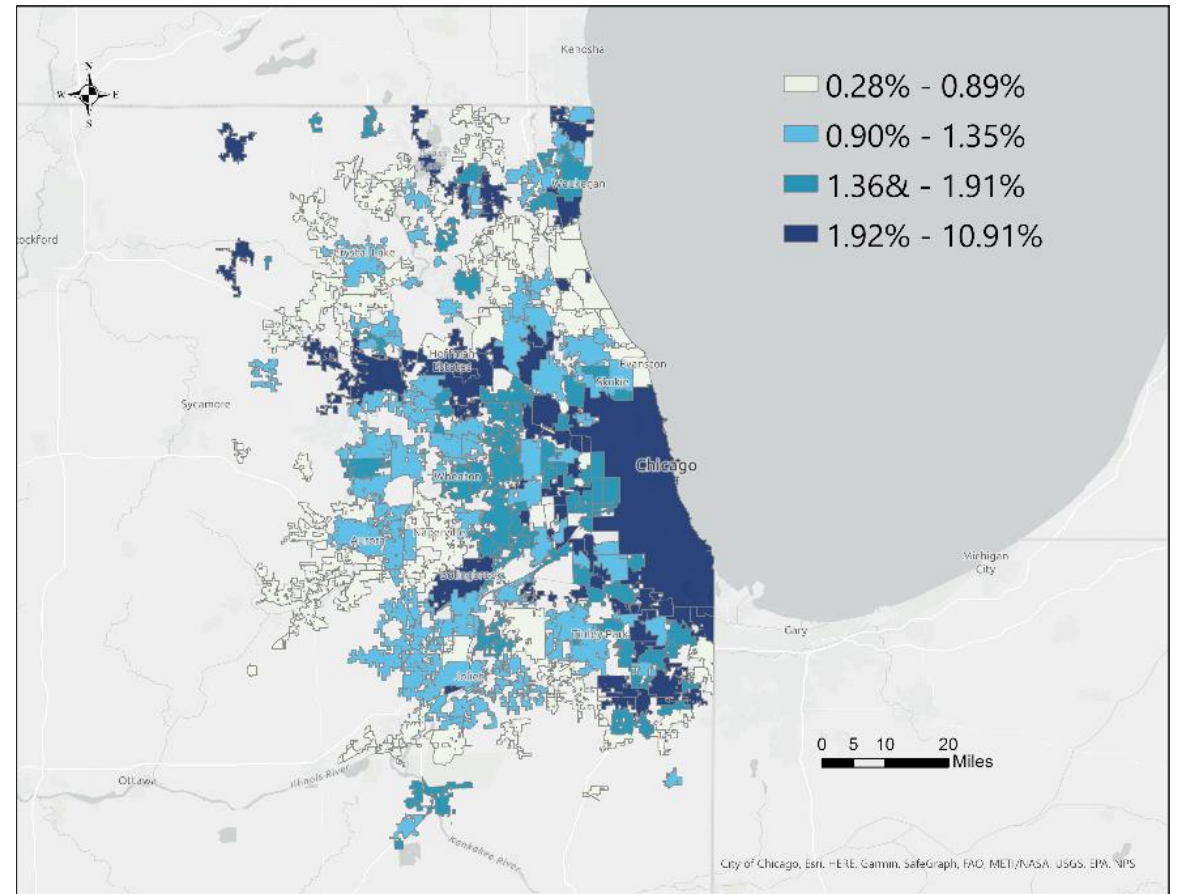 Kenosha
N
W E
S
0.28% - 0.89%
0.90% - 1.35%
1.36& - 1.91%
1.92% - 10.91%
Waukegan
ockford
Crystal Lake
Hoffman
Estates
Evanston
Skokie
Sycamore
Chicago
Wheaton
Naperville
Michigan
City
Tinley Park
Gary
Joliet
0 5 10 20
Miles
Ottawa
Illinois River
Kankakee River
City of Chicago, Esri, HERE, Garmin, SafeGraph, FAO, METI/NASA, USGS, EPA, NPS